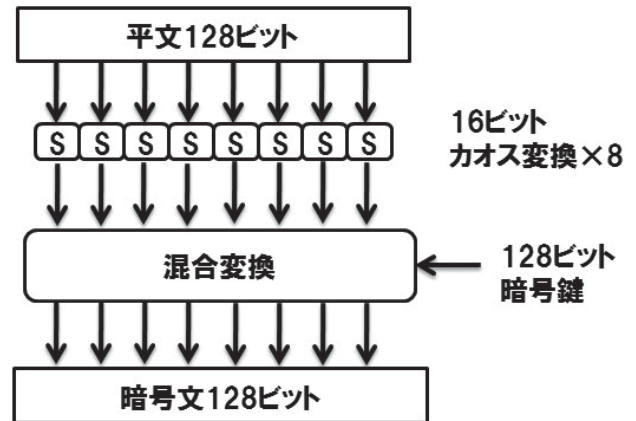 平文128ビット
S S S S S S S S
16ビット
カオス変換×8
混合変換
128ビット
暗号鍵
暗号文128ビット